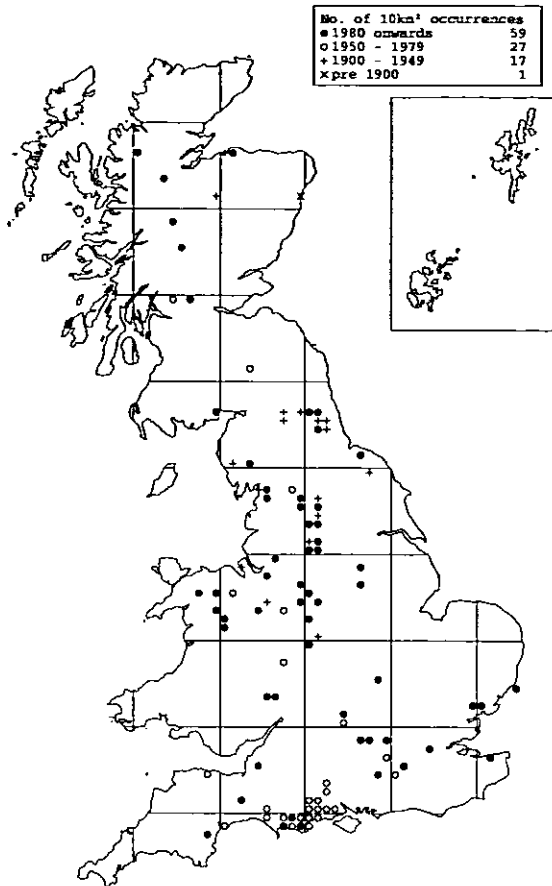 No. of 10km² occurrences
● 1980 onwards 59
○ 1950 - 1979 27
+ 1900 - 1949 17
× pre 1900 1